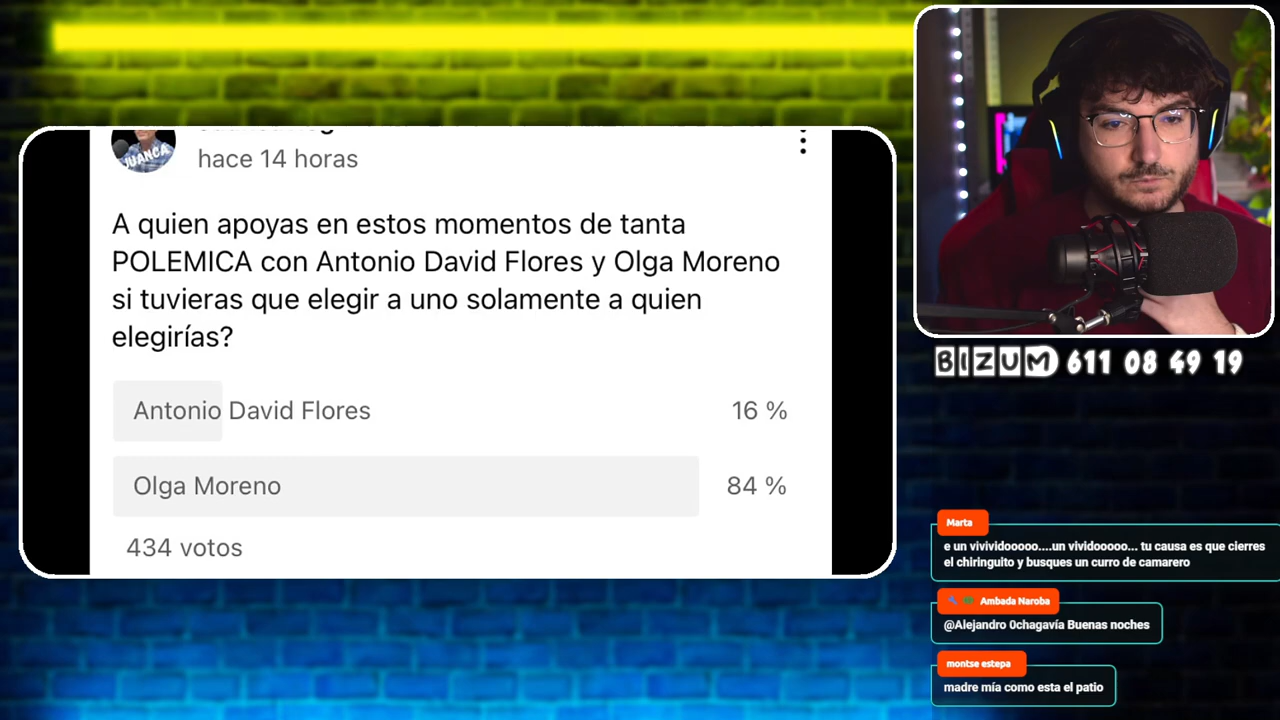 JUANCA
hace 14 horas
A quien apoyas en estos momentos de tanta
POLEMICA con Antonio David Flores y Olga Moreno
si tuvieras que elegir a uno solamente a quien
elegirías?
Antonio David Flores 16 %
Olga Moreno 84 %
434 votos
BIZUM 611 08 49 19
Marta
e un vivividooooo....un vividooooo... tu causa es que cierres
el chiringuito y busques un curro de camarero
Ambada Naroba
@Alejandro 0chagavía Buenas noches
montse estepa
madre mía como esta el patio